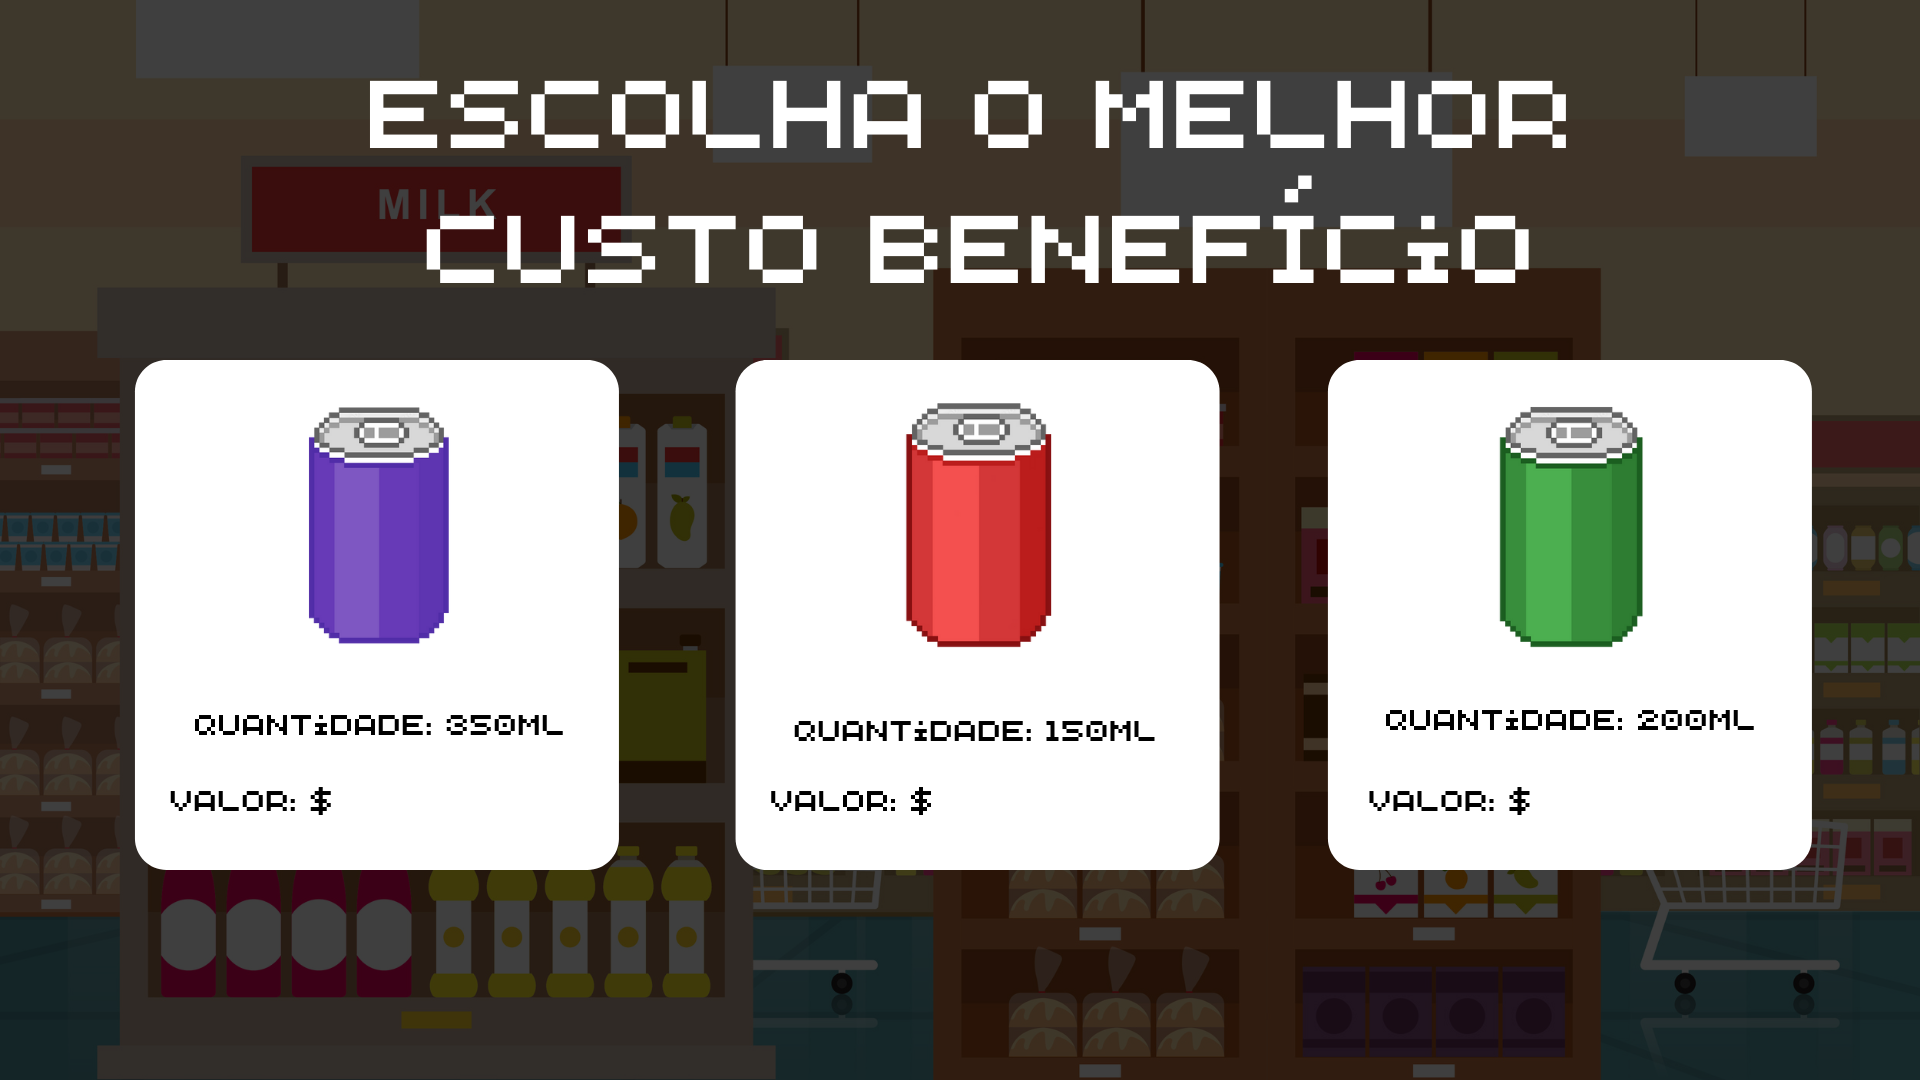 ESCOLHA O MELHOR
MILK
CUSTO BENEFÍCiO
QUANTiDADE: 350ML
VALOR: $
QUANTiDADE: 150ML
VALOR: $
QUANTiDADE: 200ML
VALOR: $